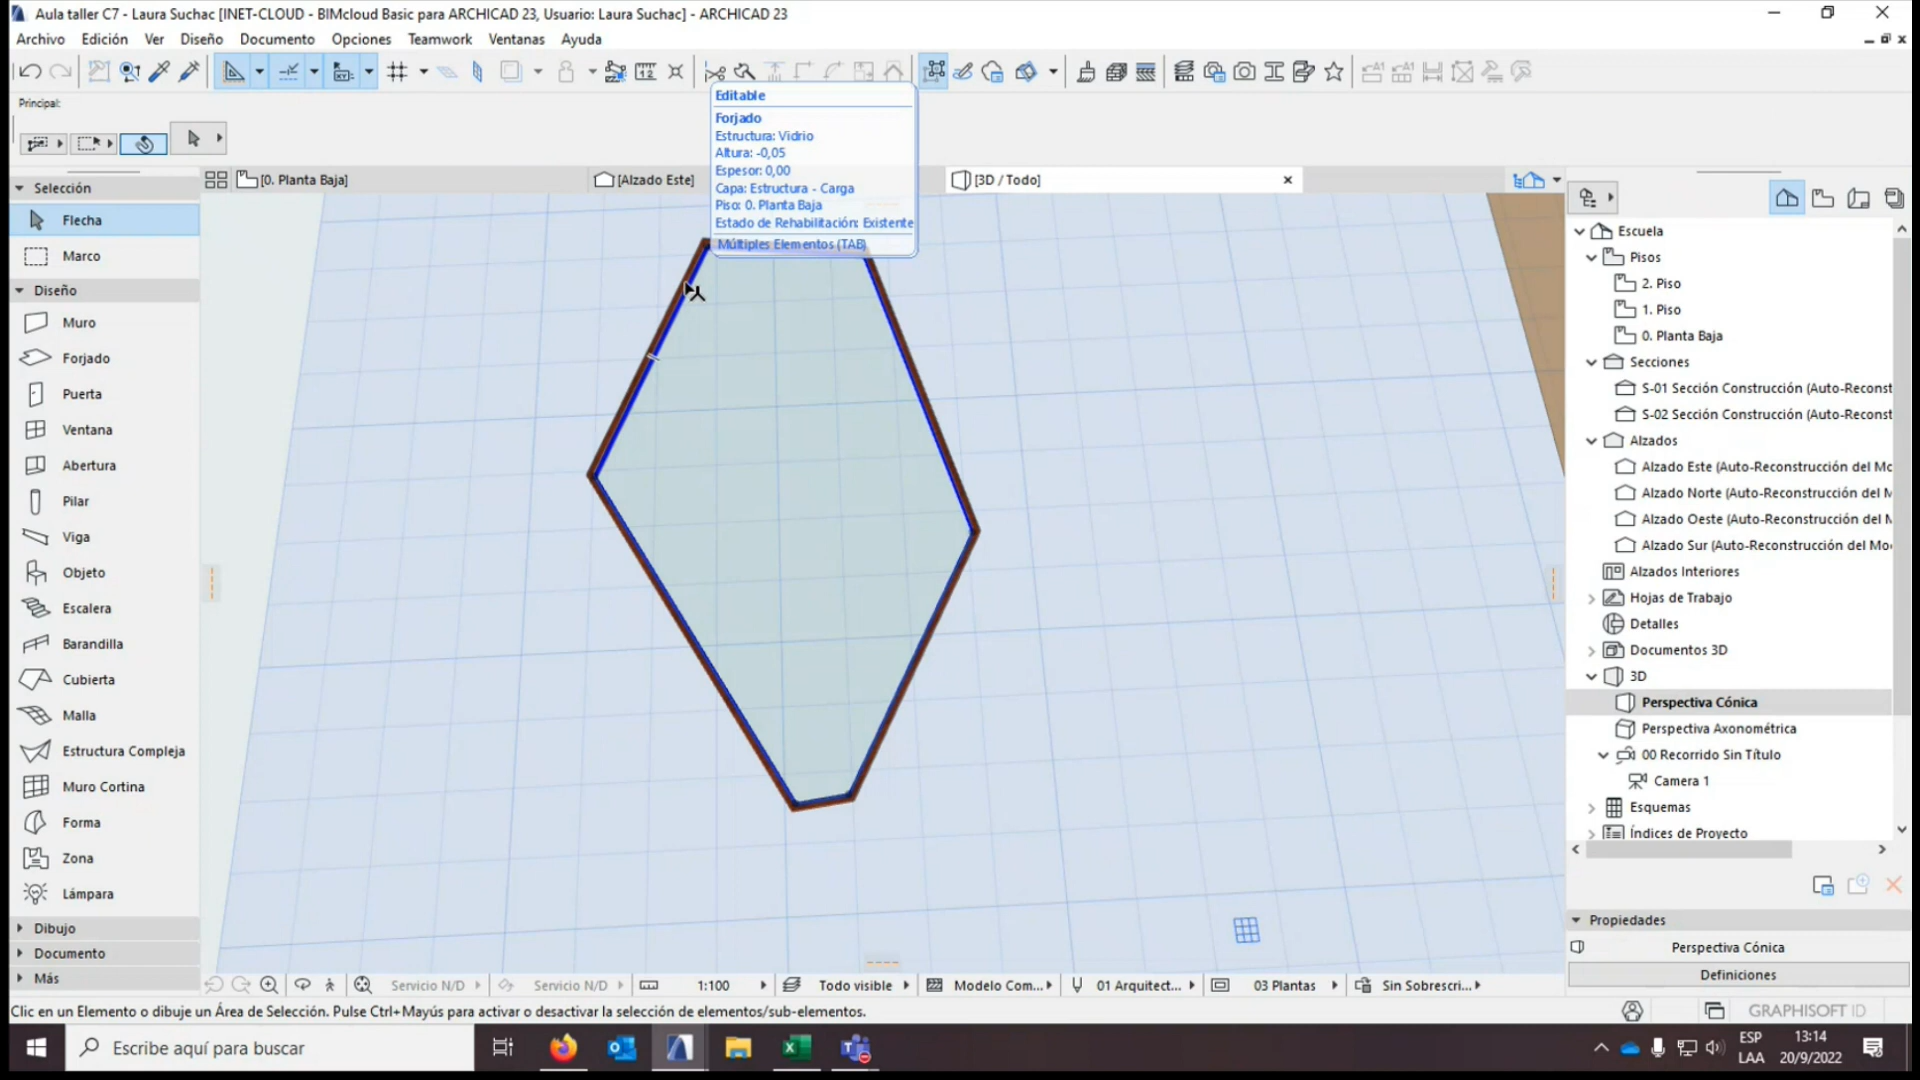 Aula taller C7 - Laura Suchac [INET-CLOUD - BIMcloud Basic para ARCHICAD 23, Usuario: Laura Suchac] - ARCHICAD 23
Archivo Edición Ver Diseño Documento Opciones Teamwork Ventanas Ayuda
Principal:
Editable
Forjado
Estructura: Vidrio
Altura: -0,05
Espesor: 0,00
Capa: Estructura - Carga
Piso: 0. Planta Baja
Estado de Rehabilitación: Existente
Múltiples Elementos (TAB)
[0. Planta Baja]
[Alzado Este]
[3D / Todo]
Selección
Flecha
Marco
Diseño
Muro
Forjado
Puerta
Ventana
Abertura
Pilar
Viga
Objeto
Escalera
Barandilla
Cubierta
Malla
Estructura Compleja
Muro Cortina
Forma
Zona
Lámpara
Dibujo
Documento
Más
Escuela
Pisos
2. Piso
1. Piso
0. Planta Baja
Secciones
S-01 Sección Construcción (Auto-Reconst
S-02 Sección Construcción (Auto-Reconst
Alzados
Alzado Este (Auto-Reconstrucción del Mo
Alzado Norte (Auto-Reconstrucción del M
Alzado Oeste (Auto-Reconstrucción del M
Alzado Sur (Auto-Reconstrucción del Mo
Alzados Interiores
Hojas de Trabajo
Detalles
Documentos 3D
3D
Perspectiva Cónica
Perspectiva Axonométrica
00 Recorrido Sin Título
Camera 1
Esquemas
Índices de Proyecto
Propiedades
Perspectiva Cónica
Definiciones
Servicio N/D Servicio N/D 1:100 Todo visible Modelo Com... 01 Arquitect... 03 Plantas Sin Sobrescri...
Clic en un Elemento o dibuje un Área de Selección. Pulse Ctrl+Mayús para activar o desactivar la selección de elementos/sub-elementos.
GRAPHISOFT ID
Escribe aquí para buscar
ESP
LAA
13:14
20/9/2022